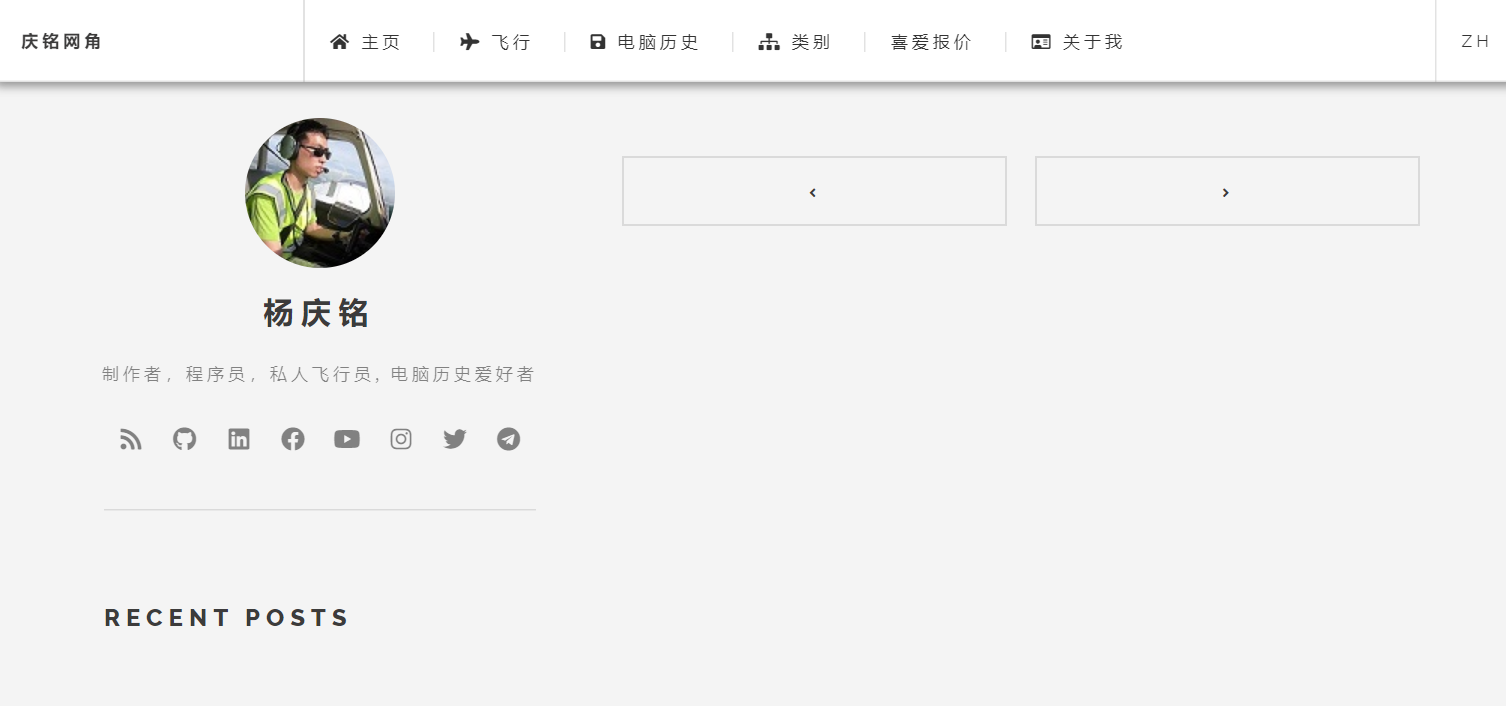 庆铭网角
主页 飞行 电脑历史 类别 喜爱报价 关于我 ZH
杨庆铭
制作者，程序员，私人飞行员，电脑历史爱好者
RECENT POSTS